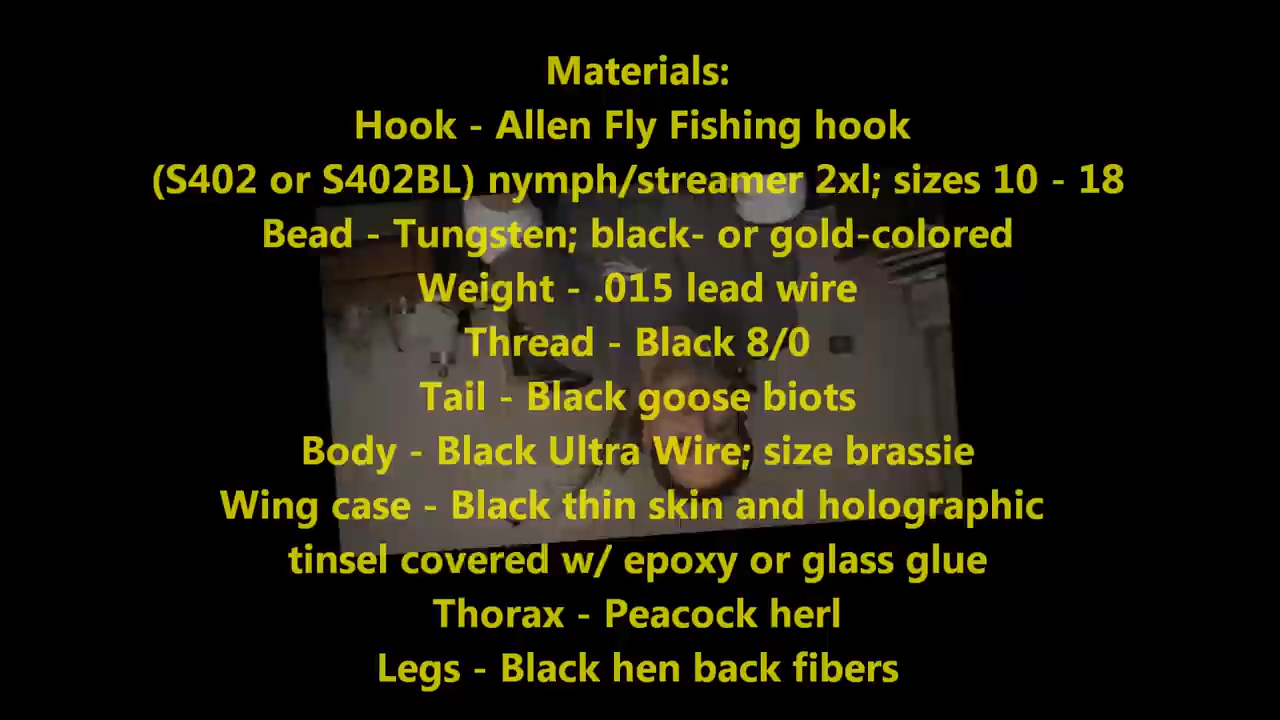 Materials:
Hook - Allen Fly Fishing hook
(S402 or S402BL) nymph/streamer 2xl; sizes 10 - 18
Bead - Tungsten; black- or gold-colored
Weight - .015 lead wire
Thread - Black 8/0
Tail - Black goose biots
Body - Black Ultra Wire; size brassie
Wing case - Black thin skin and holographic
tinsel covered w/ epoxy or glass glue
Thorax - Peacock herl
Legs - Black hen back fibers